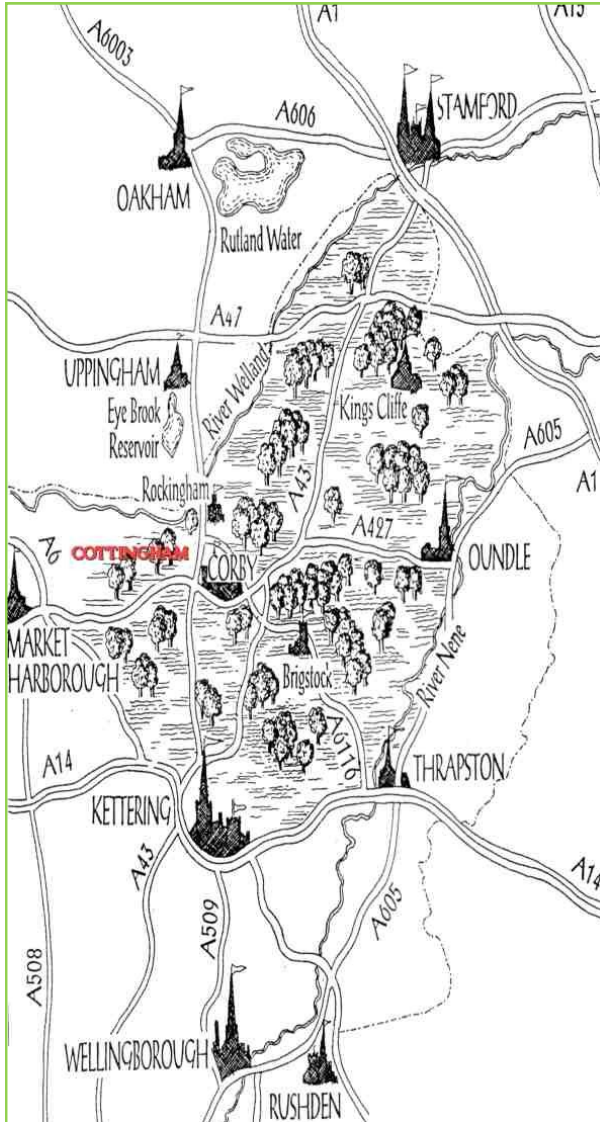 A6003
A1
A15
STAMFORD
A606
OAKHAM
Rutland Water
A47
UPPINGHAM
River Welland
Kings Cliffe
Eye Brook
Reservoir
A605
A43
A1
Rockingham
A427
A6
COTTINGHAM
CORBY
OUNDLE
MARKET
HARBOROUGH
Brigstock
River Nene
A6116
A14
THRAPSTON
KETTERING
A43
A14
A509
A605
A508
WELLINGBOROUGH
RUSHDEN